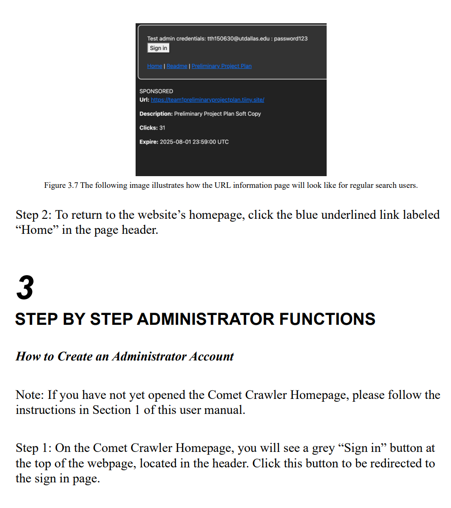 Test admin credentials: tth150630@utdallas.edu : password123
Sign in
Home | Readme | Preliminary Project Plan
SPONSORED
Url: https://team1preliminaryprojectplan.tiny.site/
Description: Preliminary Project Plan Soft Copy
Clicks: 31
Expire: 2025-08-01 23:59:00 UTC
Figure 3.7 The following image illustrates how the URL information page will look like for regular search users.
Step 2: To return to the website’s homepage, click the blue underlined link labeled
“Home” in the page header.
3
STEP BY STEP ADMINISTRATOR FUNCTIONS
How to Create an Administrator Account
Note: If you have not yet opened the Comet Crawler Homepage, please follow the
instructions in Section 1 of this user manual.
Step 1: On the Comet Crawler Homepage, you will see a grey “Sign in” button at
the top of the webpage, located in the header. Click this button to be redirected to
the sign in page.